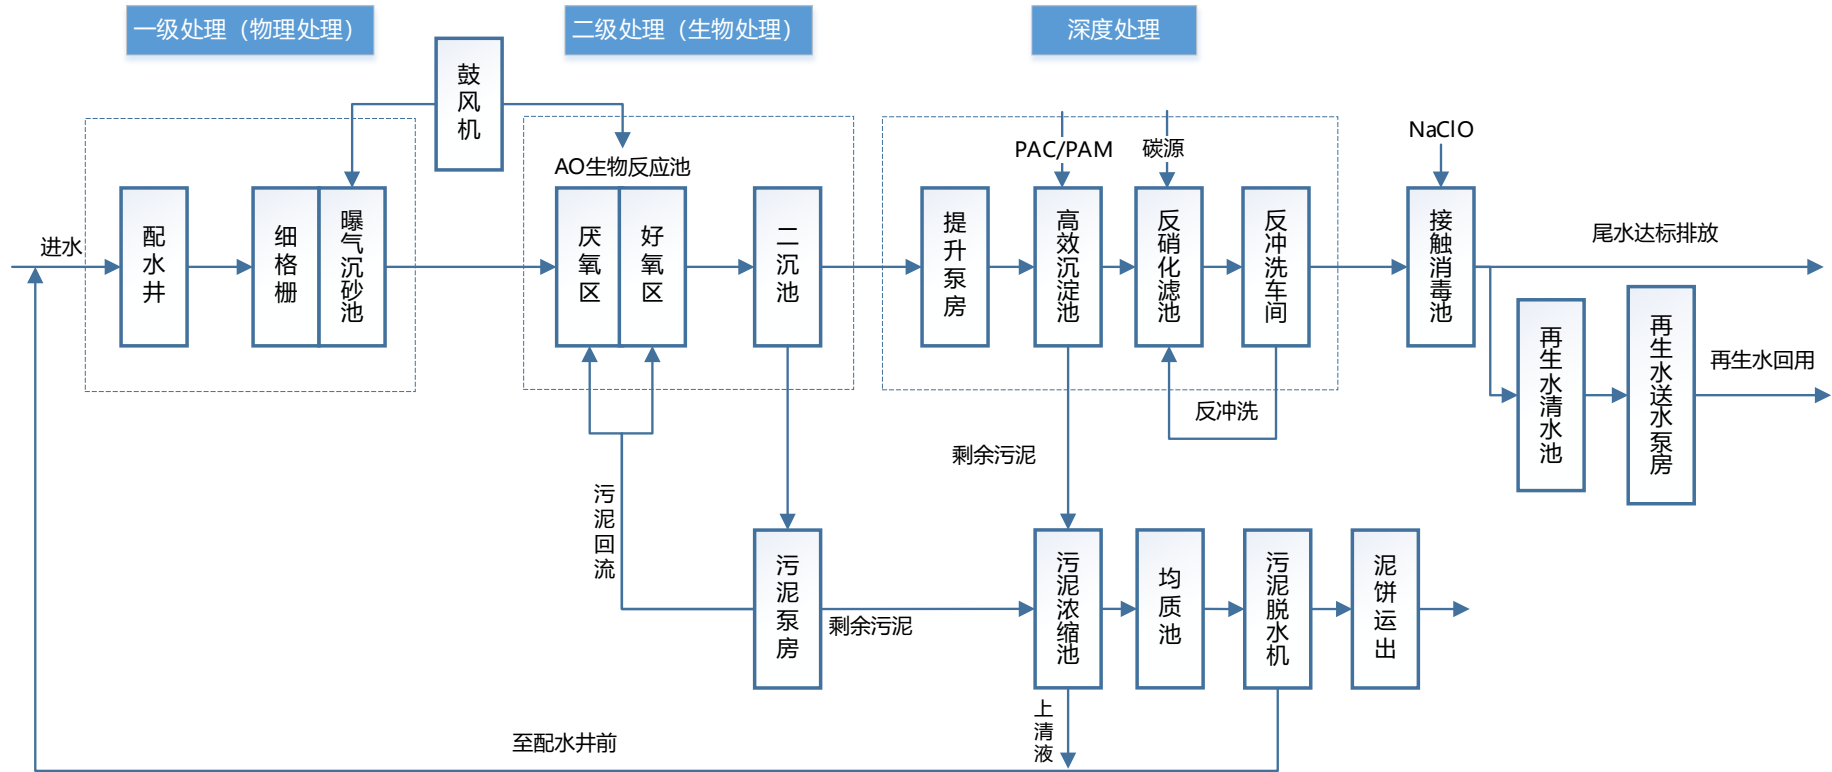 一级处理（物理处理）
二级处理（生物处理）
深度处理
鼓风机
PAC/PAM
碳源
NaClO
AO生物反应池
进水
配水井
细格栅
曝气沉砂池
厌氧区
好氧区
二沉池
提升泵房
高效沉淀池
反硝化滤池
反冲洗车间
接触消毒池
尾水达标排放
再生水清水池
再生水送水泵房
再生水回用
反冲洗
剩余污泥
污泥回流
污泥泵房
剩余污泥
污泥浓缩池
均质池
污泥脱水机
泥饼运出
上清液
至配水井前